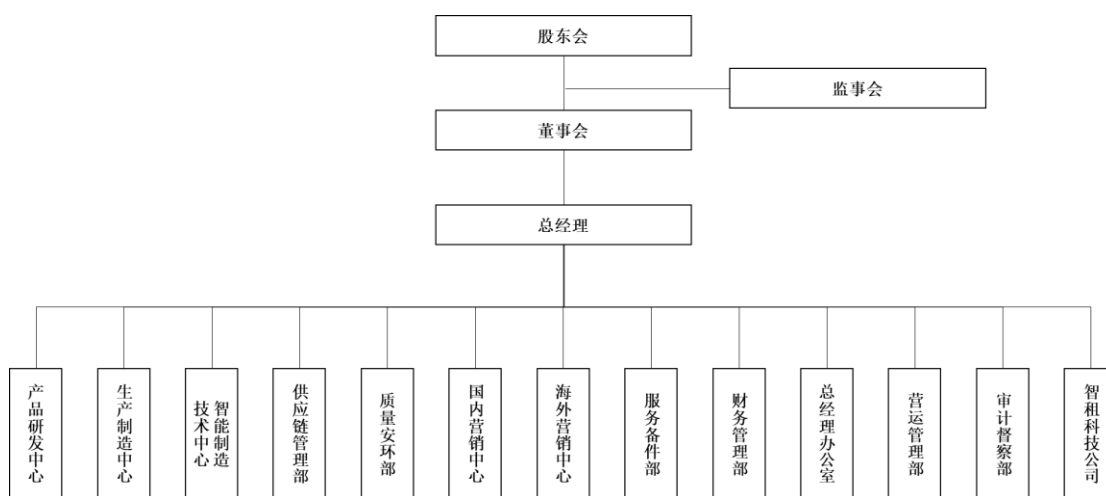 股东会
监事会
董事会
总经理
产品研发中心
生产制造中心
智能制造
技术中心
供应链管理部
质量安环部
国内营销中心
海外营销中心
服务备件部
财务管理部
总经理办公室
营运管理部
审计督察部
智租科技公司